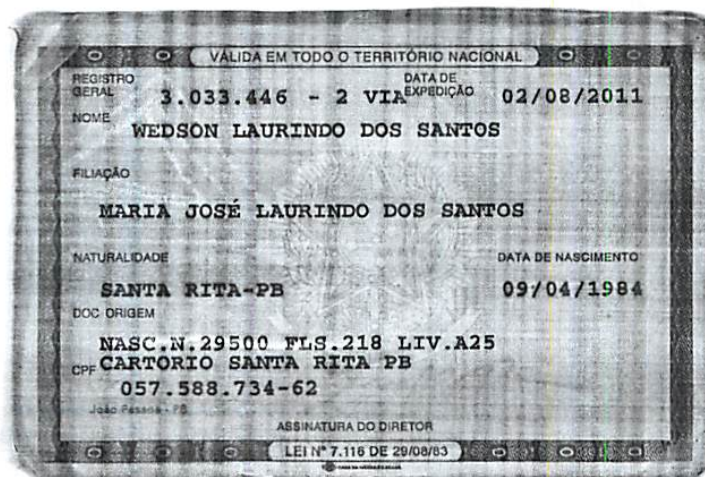 VÁLIDA EM TODO O TERRITÓRIO NACIONAL
REGISTRO GERAL 3.033.446 - 2 VIA DATA DE EXPEDIÇÃO 02/08/2011
NOME WEDSON LAURINDO DOS SANTOS
FILIAÇÃO
MARIA JOSÉ LAURINDO DOS SANTOS
NATURALIDADE DATA DE NASCIMENTO
SANTA RITA-PB 09/04/1984
DOC ORIGEM
NASC.N.29500 FLS.218 LIV.A25
CPF CARTORIO SANTA RITA PB
057.588.734-62
João Pessoa - PB
ASSINATURA DO DIRETOR
LEI Nº 7.116 DE 29/08/83